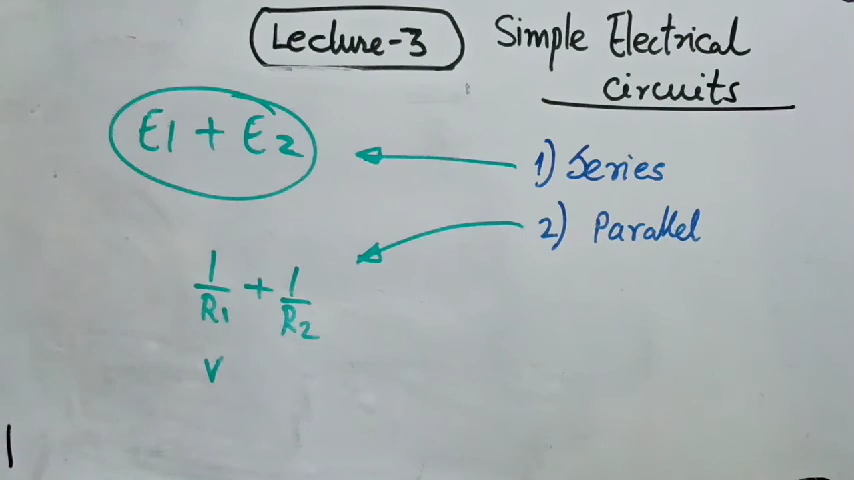 Lecture-3 Simple Electrical
Circuits
E1 + E2
1) Series
2) Parallel
1/R1 + 1/R2
V